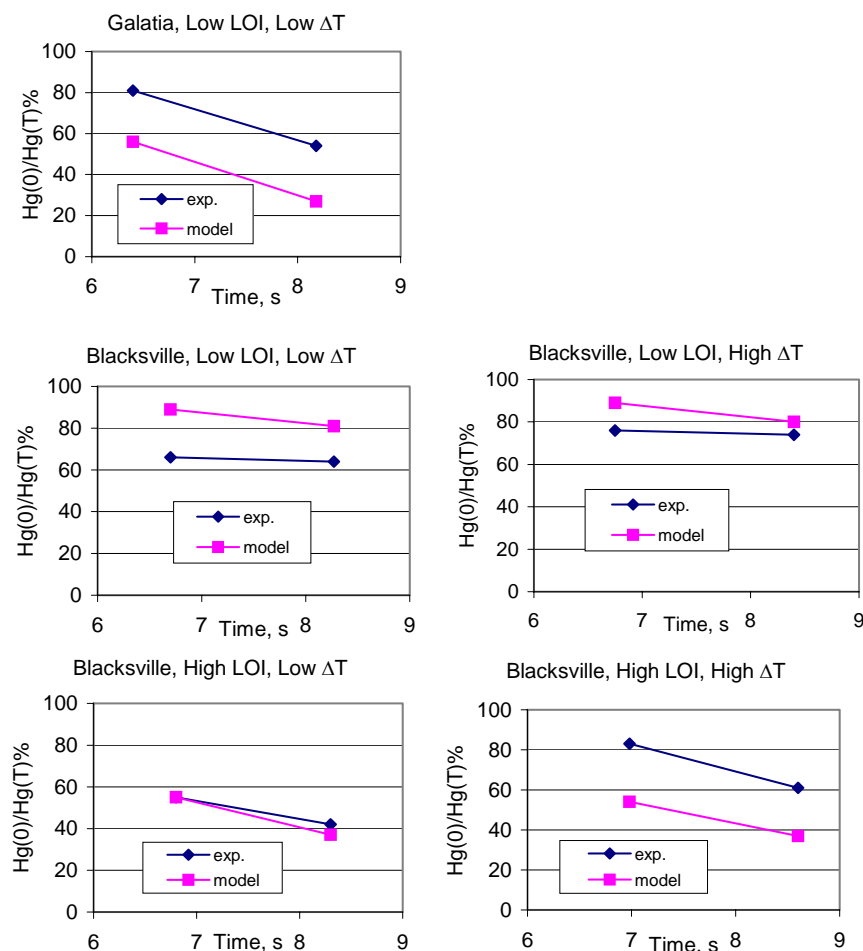 Galatia, Low LOI, Low ΔT
100
80
60
40
20
0
Hg(0)/Hg(T)%
exp.
model
6 7 8 9
Time, s
Blacksville, Low LOI, Low ΔT
100
80
60
40
20
0
Hg(0)/Hg(T)%
exp.
model
6 7 8 9
Time, s
Blacksville, Low LOI, High ΔT
100
80
60
40
20
0
Hg(0)/Hg(T)%
exp.
model
6 7 8 9
Time, s
Blacksville, High LOI, Low ΔT
100
80
60
40
20
0
Hg(0)/Hg(T)%
exp.
model
6 7 8 9
Time, s
Blacksville, High LOI, High ΔT
100
80
60
40
20
0
Hg(0)/Hg(T)%
exp.
model
6 7 8 9
Time, s